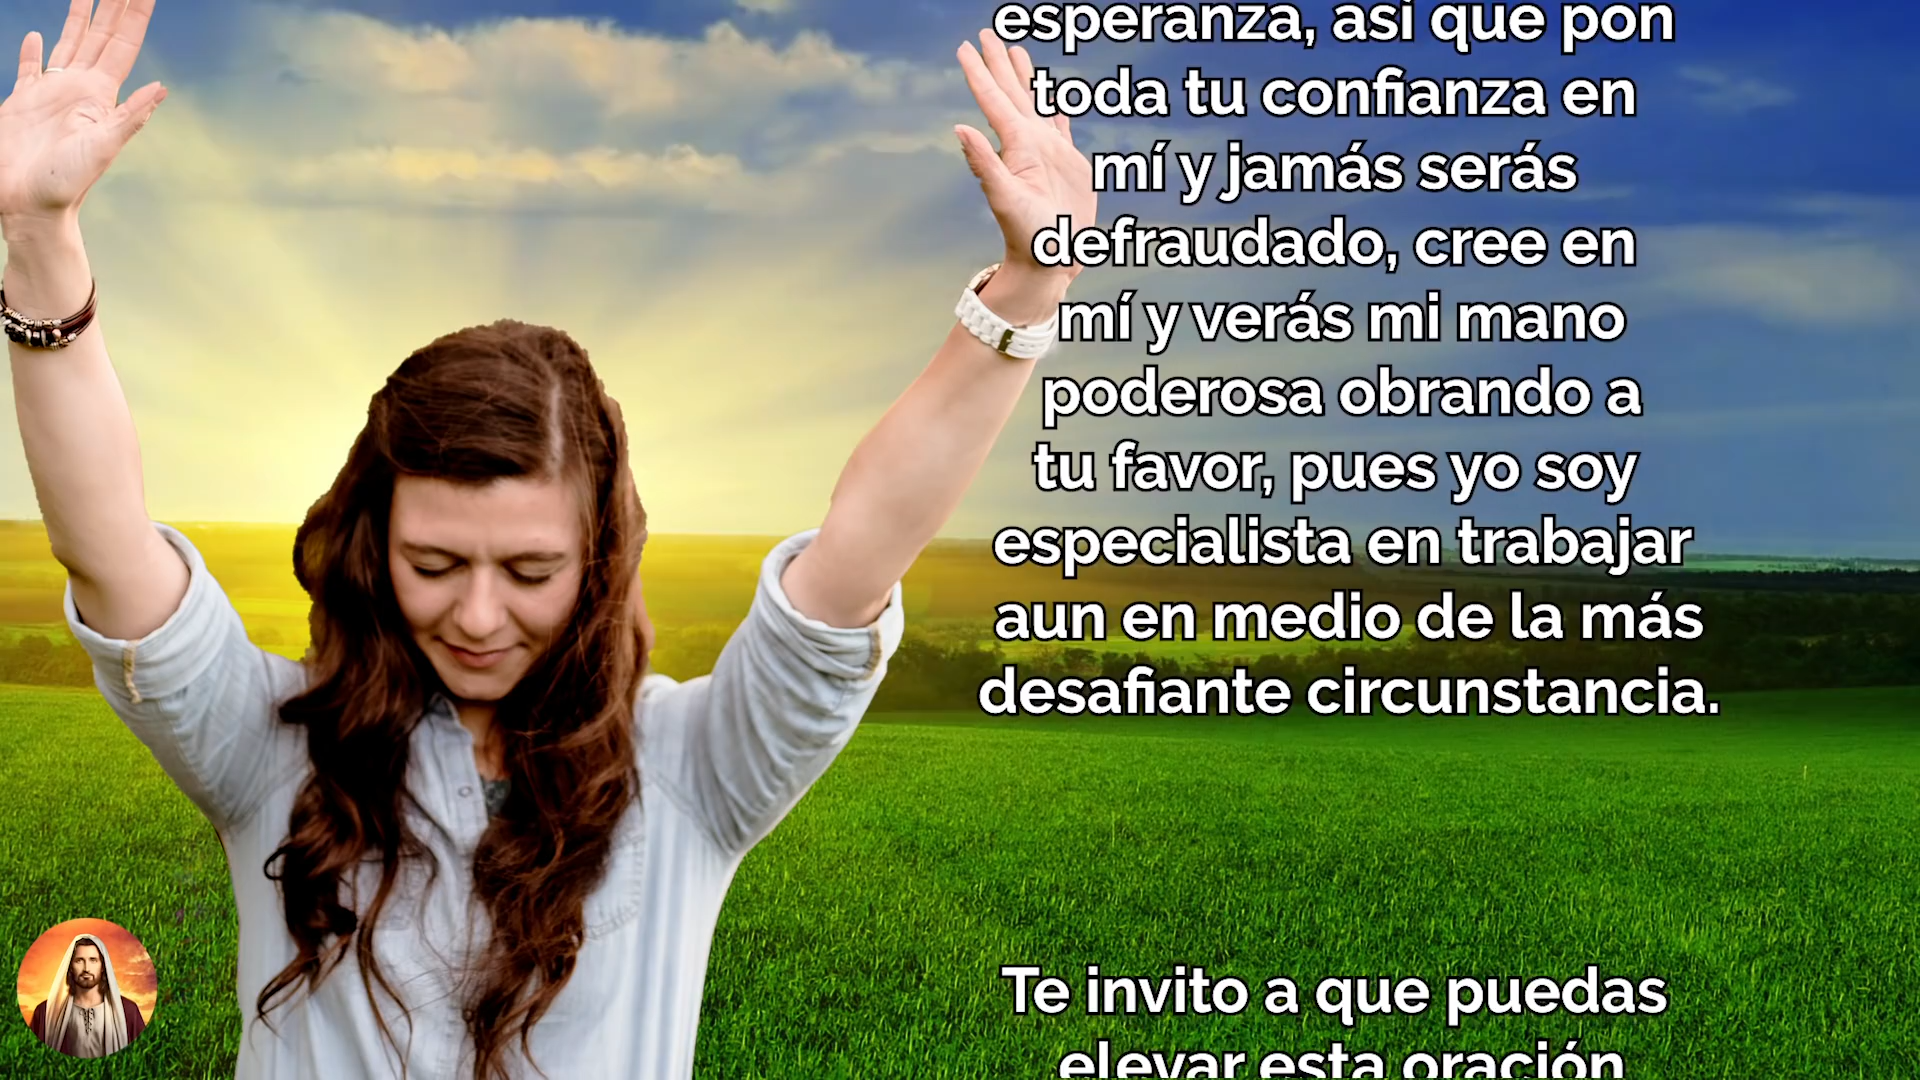 esperanza, así que pon
toda tu confianza en
mí y jamás serás
defraudado, cree en
mí y verás mi mano
poderosa obrando a
tu favor, pues yo soy
especialista en trabajar
aun en medio de la más
desafiante circunstancia.
Te invito a que puedas
elevar esta oración